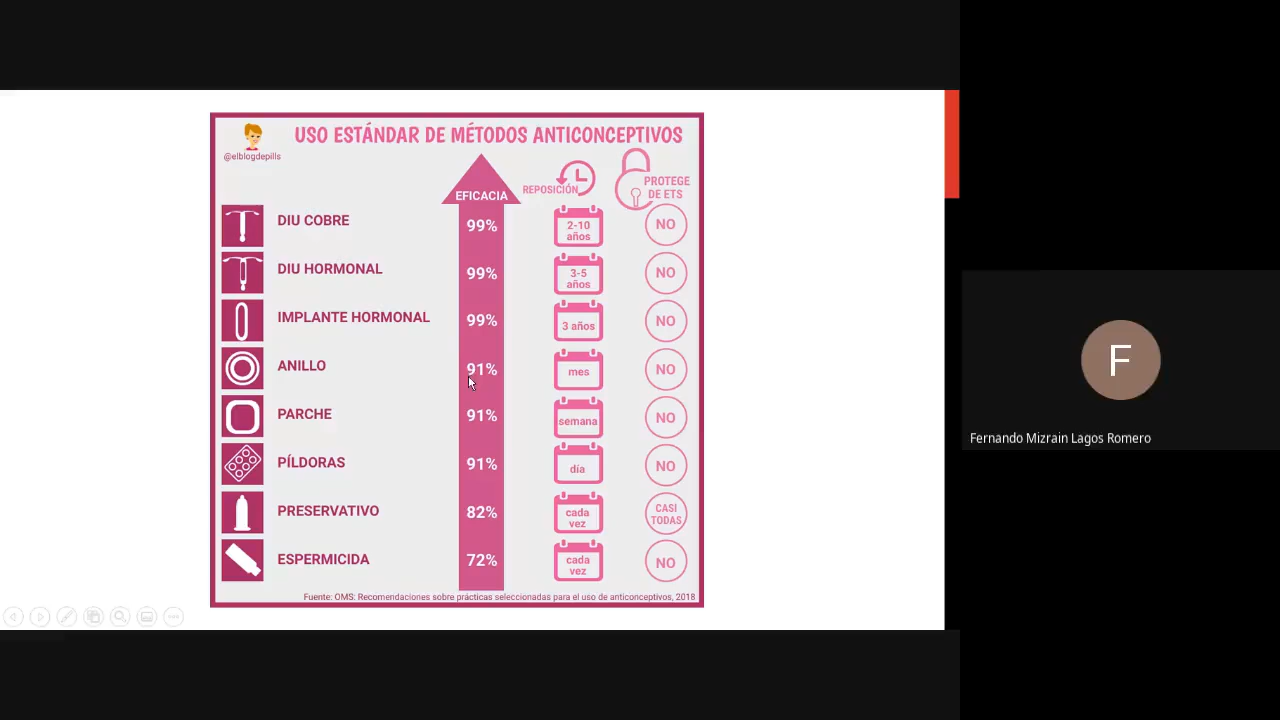 USO ESTÁNDAR DE MÉTODOS ANTICONCEPTIVOS
@elblogdepills
EFICACIA
REPOSICIÓN
PROTEGE
DE ETS
DIU COBRE 99% 2-10 años NO
DIU HORMONAL 99% 3-5 años NO
IMPLANTE HORMONAL 99% 3 años NO
ANILLO 91% mes NO
PARCHE 91% semana NO
PÍLDORAS 91% día NO
PRESERVATIVO 82% cada vez CASI TODAS
ESPERMICIDA 72% cada vez NO
Fuente: OMS: Recomendaciones sobre prácticas seleccionadas para el uso de anticonceptivos, 2018
F
Fernando Mizrain Lagos Romero